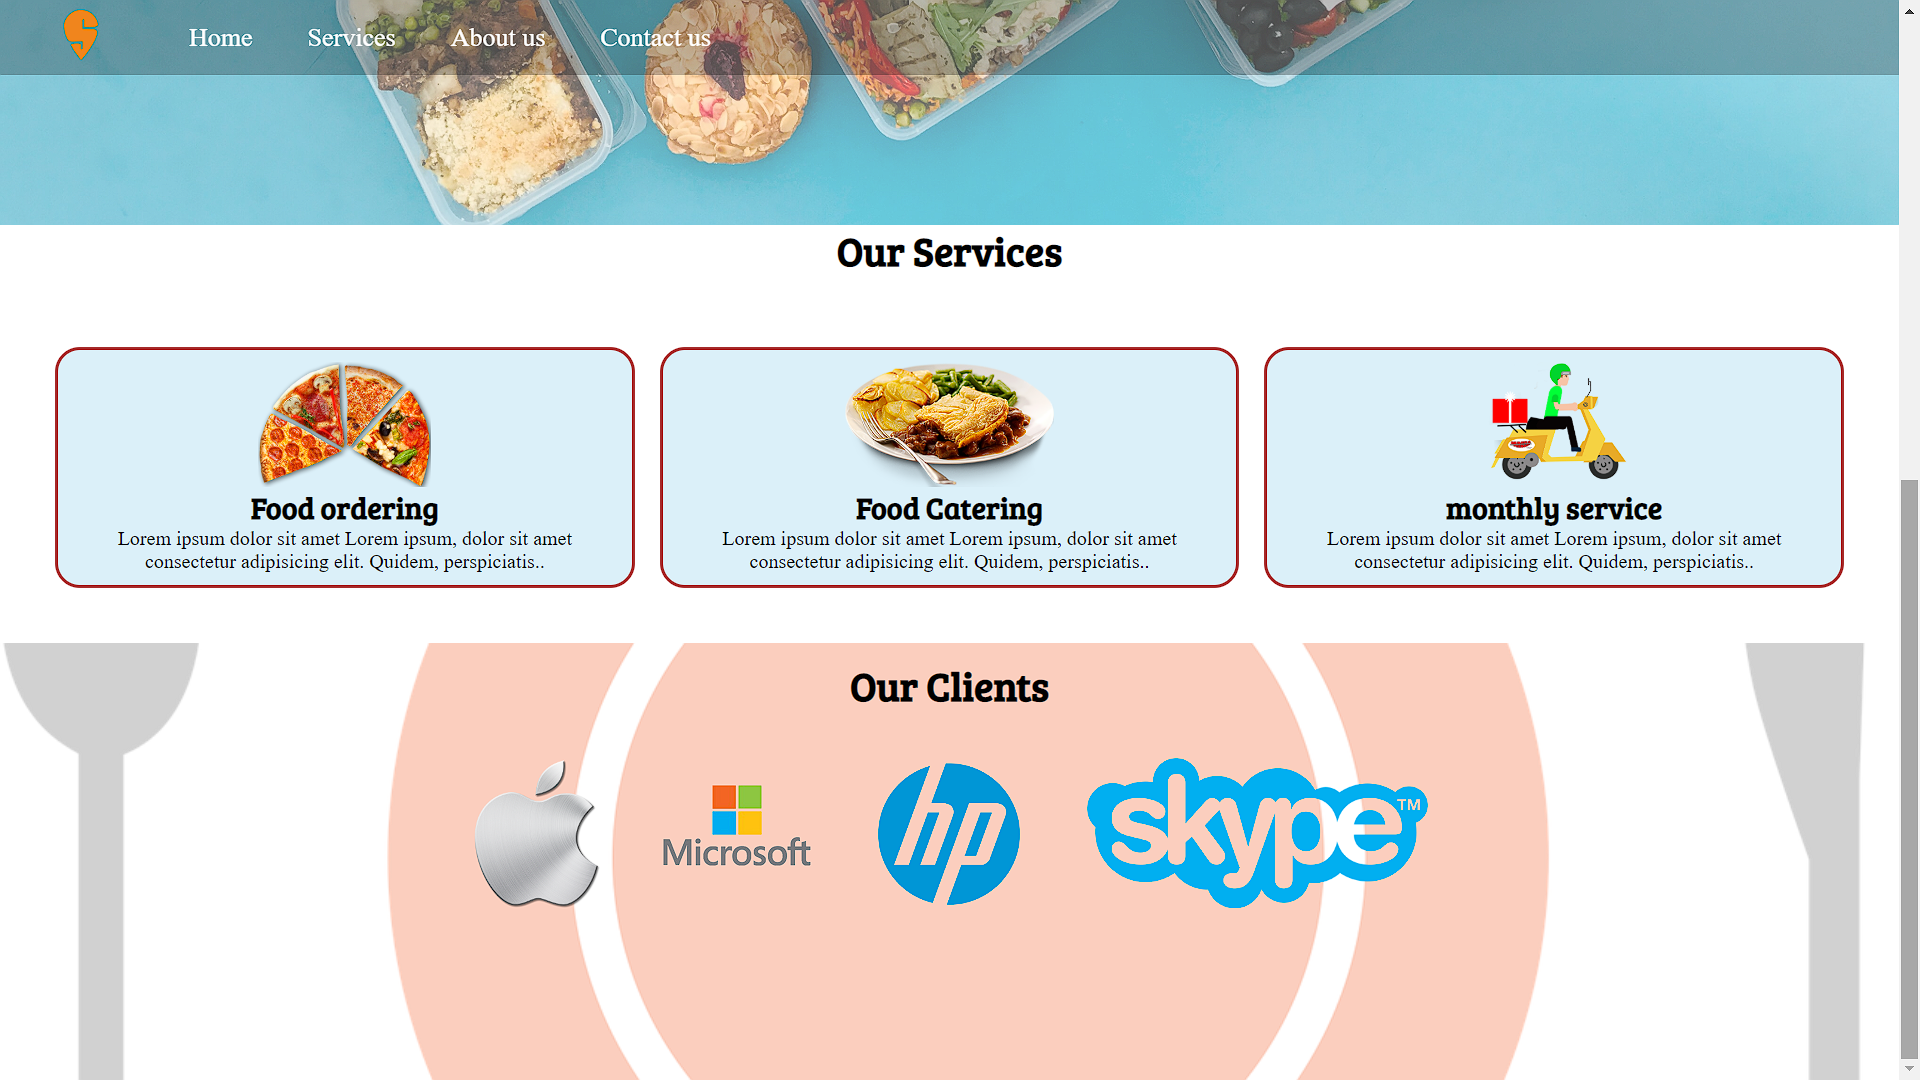 Home Services About us Contact us
Our Services
Food ordering
Lorem ipsum dolor sit amet Lorem ipsum, dolor sit amet
consectetur adipisicing elit. Quidem, perspiciatis..
Food Catering
Lorem ipsum dolor sit amet Lorem ipsum, dolor sit amet
consectetur adipisicing elit. Quidem, perspiciatis..
monthly service
Lorem ipsum dolor sit amet Lorem ipsum, dolor sit amet
consectetur adipisicing elit. Quidem, perspiciatis..
Our Clients
Microsoft
hp
skype™